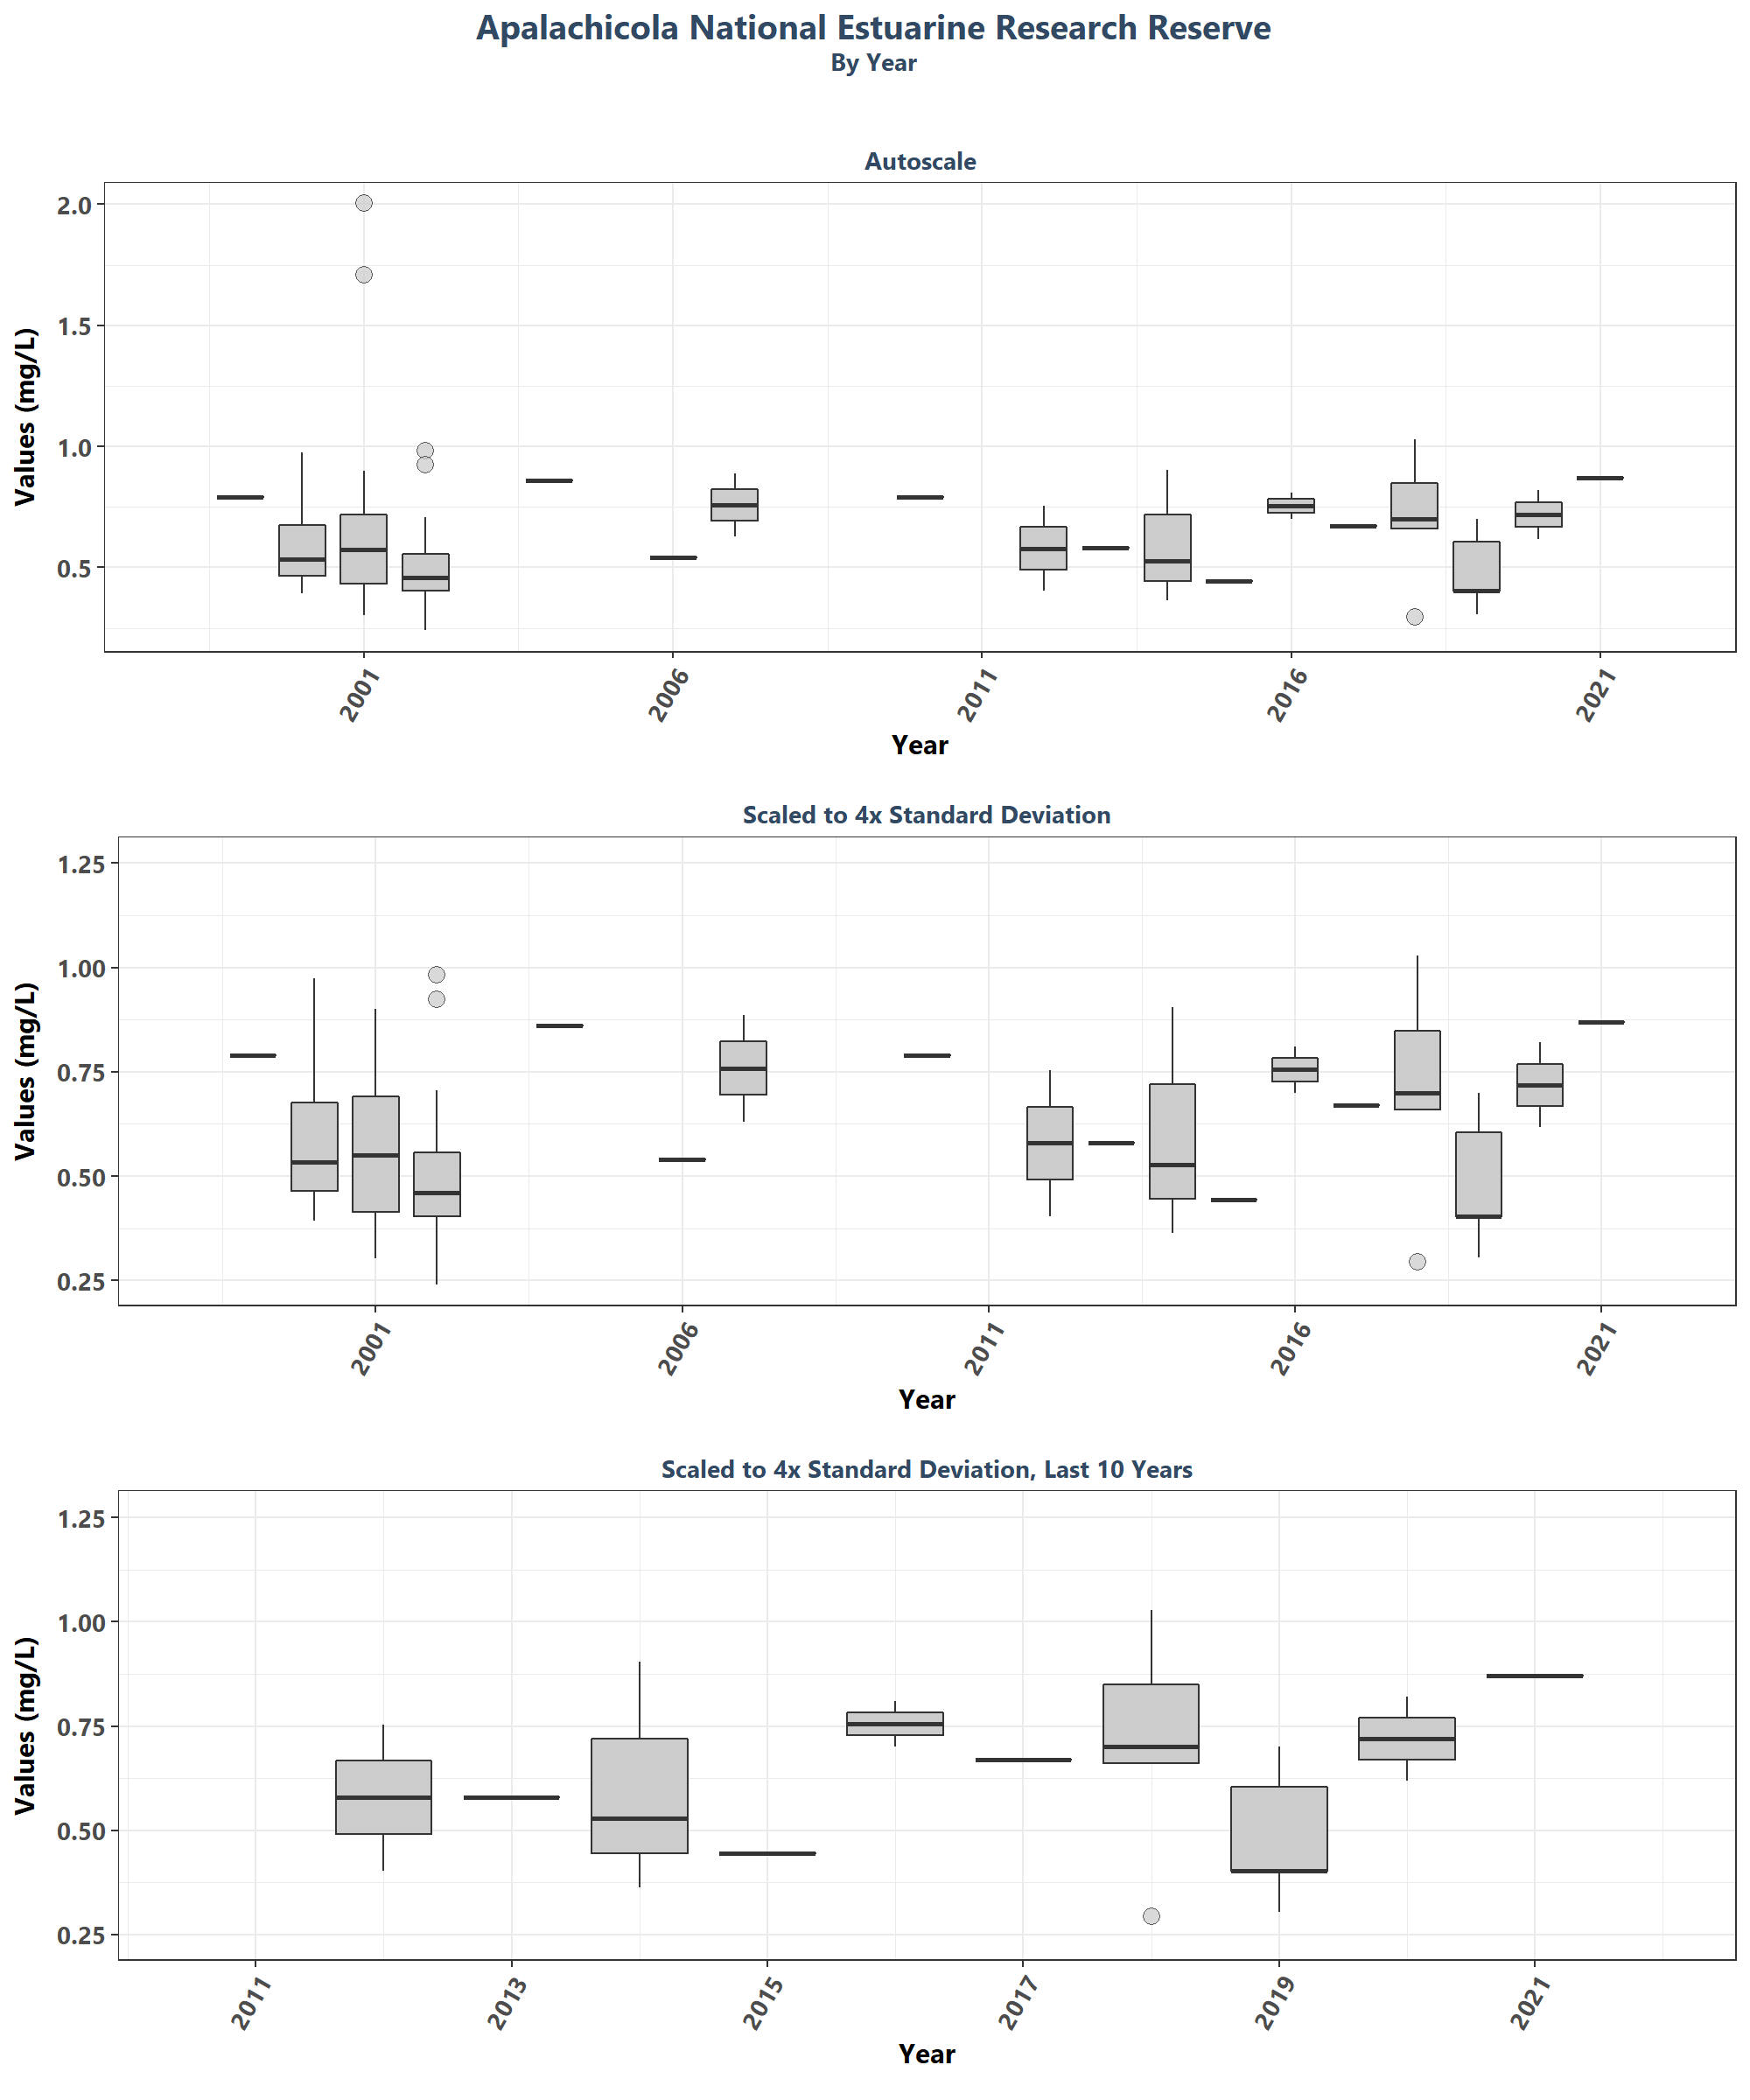 Apalachicola National Estuarine Research Reserve
By Year
Autoscale
Values (mg/L)
2.0
1.5
1.0
0.5
2001
2006
2011
2016
2021
Year
Scaled to 4x Standard Deviation
Values (mg/L)
1.25
1.00
0.75
0.50
0.25
2001
2006
2011
2016
2021
Year
Scaled to 4x Standard Deviation, Last 10 Years
Values (mg/L)
1.25
1.00
0.75
0.50
0.25
2011
2013
2015
2017
2019
2021
Year